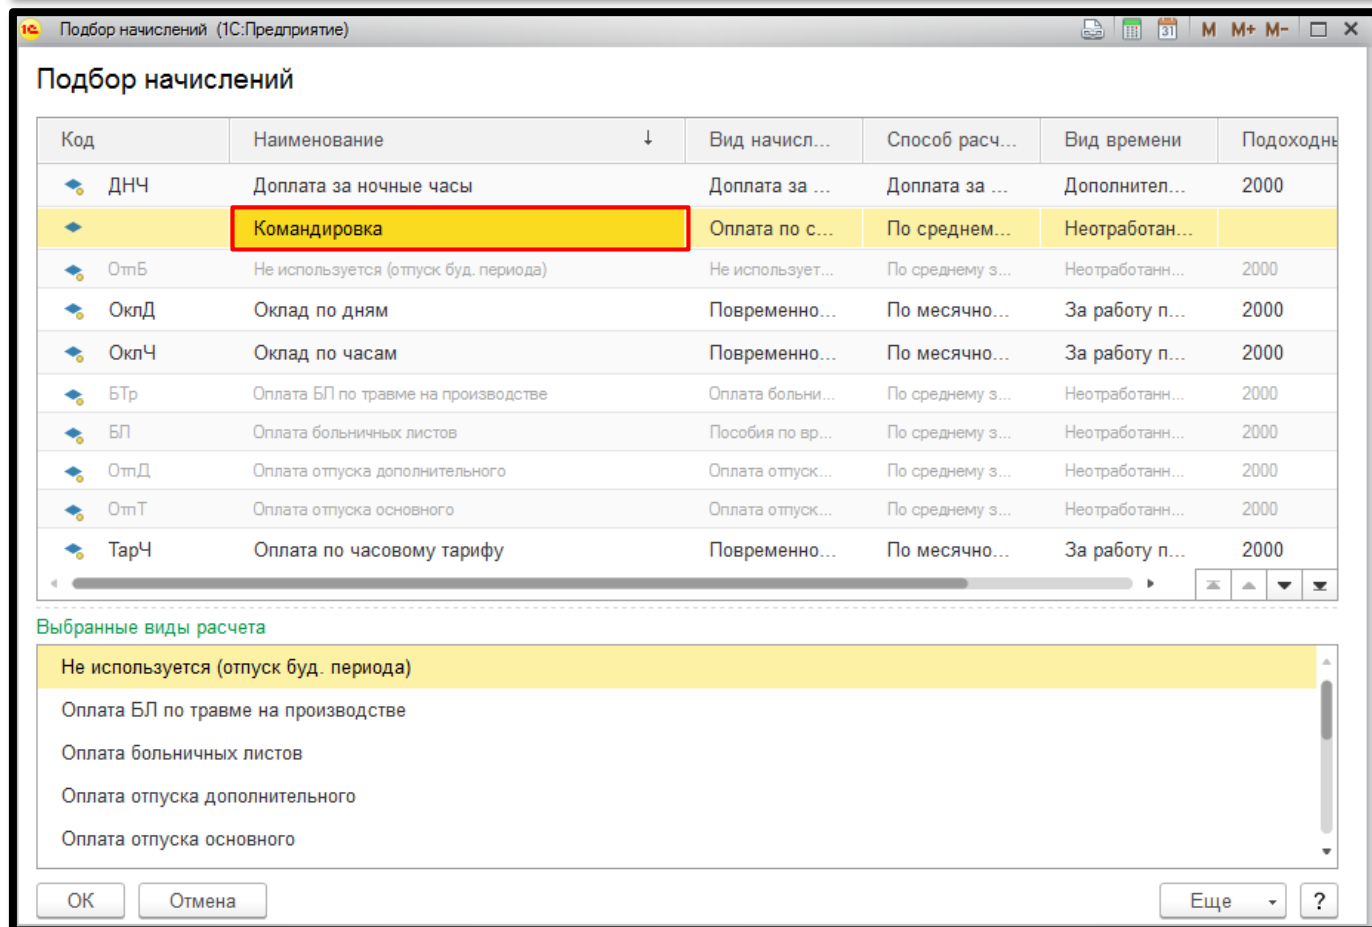 1С Подбор начислений (1С:Предприятие) 31 M M+ M-
Подбор начислений
Код Наименование ↓ Вид начисл... Способ расч... Вид времени Подоходнь
ДНЧ Доплата за ночные часы Доплата за ... Доплата за ... Дополнител... 2000
Командировка Оплата по с... По среднем... Неотработан...
ОтпБ Не используется (отпуск буд. периода) Не использует... По среднему з... Неотработанн... 2000
ОклД Оклад по дням Повременно... По месячно... За работу п... 2000
ОклЧ Оклад по часам Повременно... По месячно... За работу п... 2000
БТр Оплата БЛ по травме на производстве Оплата больни... По среднему з... Неотработанн... 2000
БЛ Оплата больничных листов Пособия по вр... По среднему з... Неотработанн... 2000
ОтпД Оплата отпуска дополнительного Оплата отпуск... По среднему з... Неотработанн... 2000
ОтпТ Оплата отпуска основного Оплата отпуск... По среднему з... Неотработанн... 2000
ТарЧ Оплата по часовому тарифу Повременно... По месячно... За работу п... 2000
Выбранные виды расчета
Не используется (отпуск буд. периода)
Оплата БЛ по травме на производстве
Оплата больничных листов
Оплата отпуска дополнительного
Оплата отпуска основного
ОК Отмена Еще ?